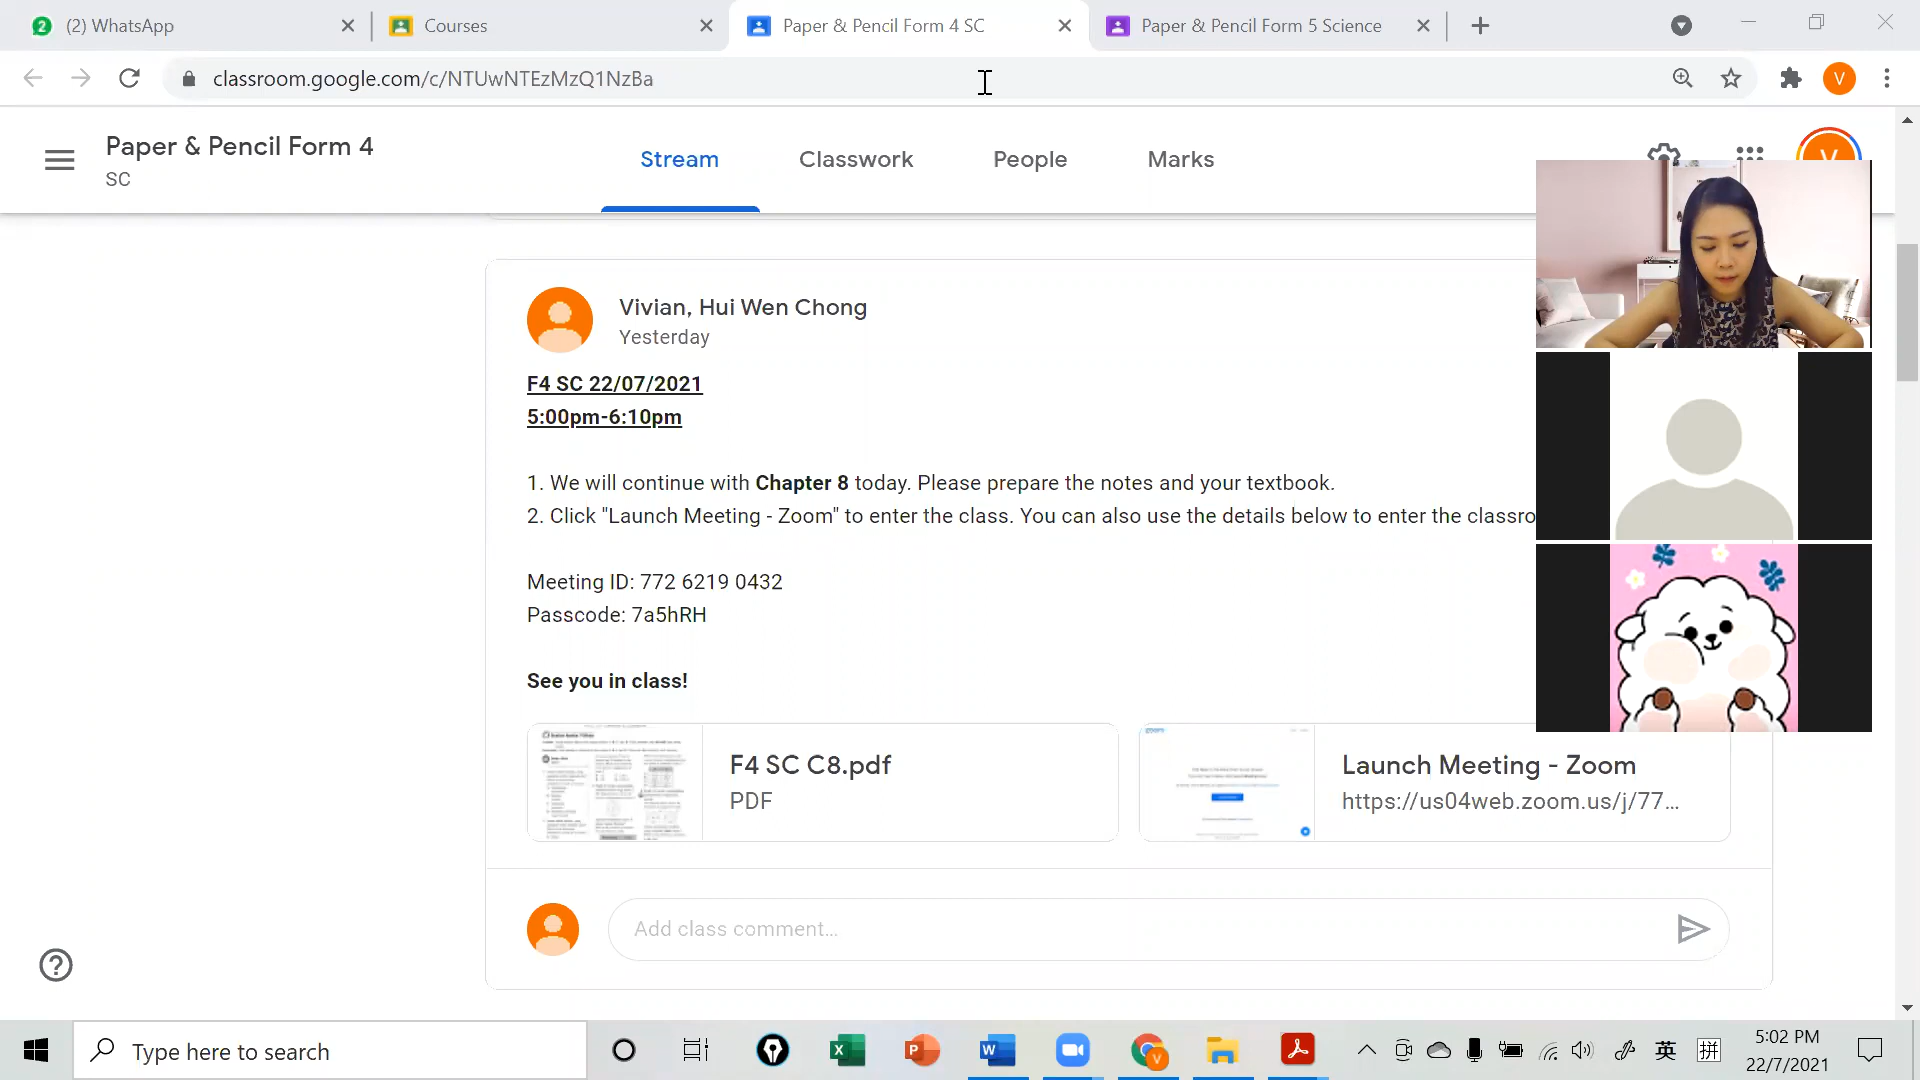 (2) WhatsApp
Courses
Paper & Pencil Form 4 SC
Paper & Pencil Form 5 Science
classroom.google.com/c/NTUwNTEzMzQ1NzBa
V
Paper & Pencil Form 4
SC
Stream
Classwork
People
Marks
Vivian, Hui Wen Chong
Yesterday
F4 SC 22/07/2021
5:00pm-6:10pm
1. We will continue with Chapter 8 today. Please prepare the notes and your textbook.
2. Click "Launch Meeting - Zoom" to enter the class. You can also use the details below to enter the classro
Meeting ID: 772 6219 0432
Passcode: 7a5hRH
See you in class!
F4 SC C8.pdf
PDF
Launch Meeting - Zoom
https://us04web.zoom.us/j/77...
Add class comment...
Type here to search
英
拼
5:02 PM
22/7/2021